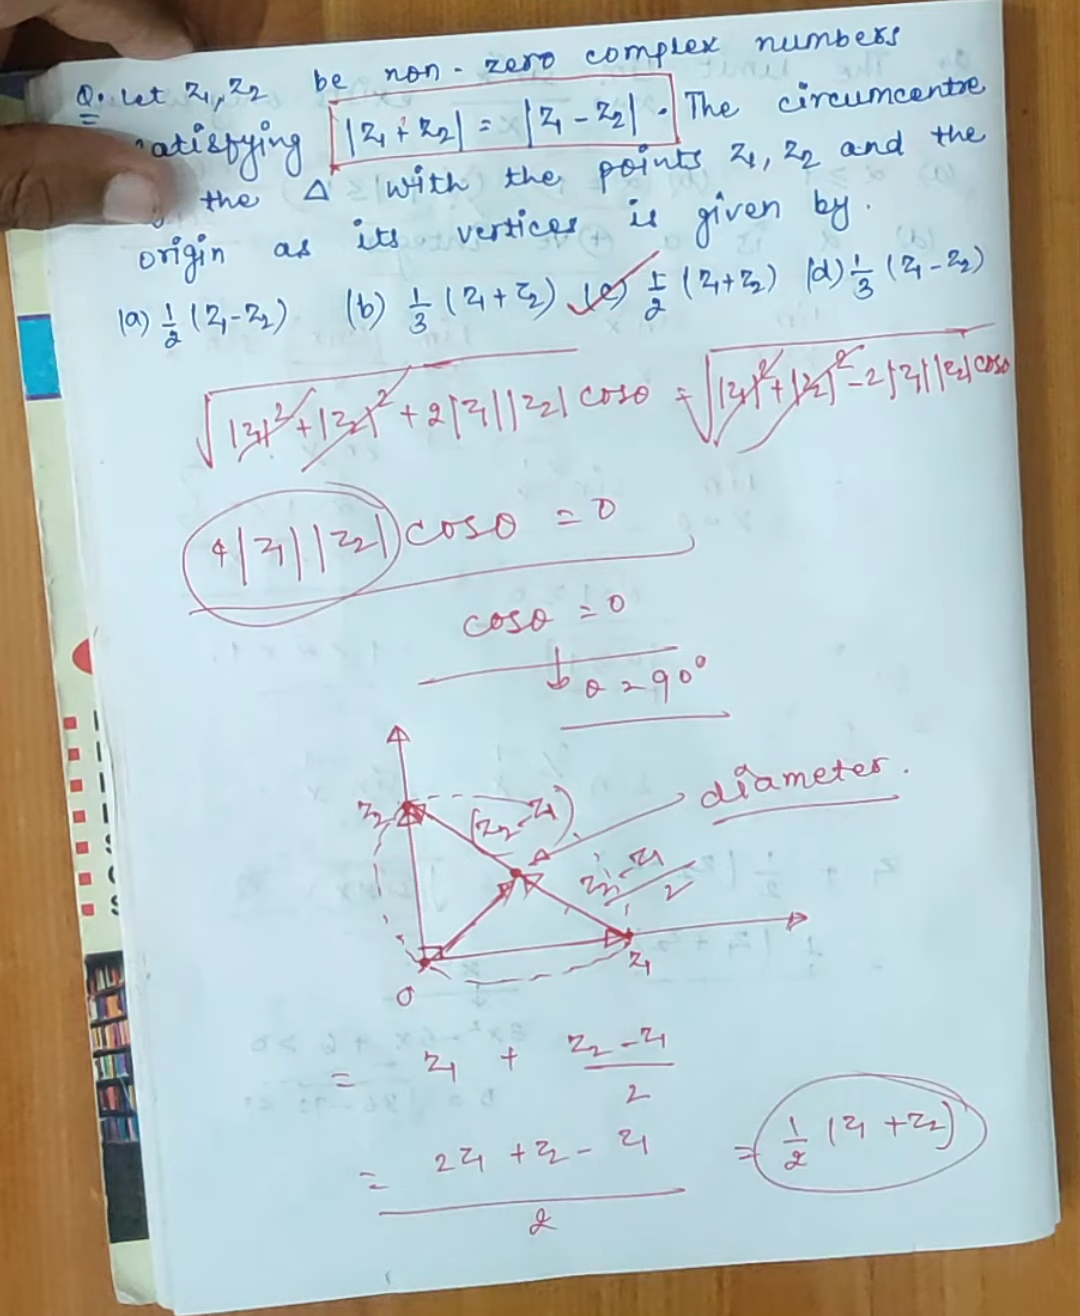 Q. Let z₁, z₂ be non-zero complex numbers
atisfying |z₁ + z₂| = |z₁ - z₂|. The circumcentre
the Δ with the points z₁, z₂ and the
origin as its vertices is given by.
(a) 1/2 (z₁-z₂) (b) 1/3 (z₁+z₂) (c) 1/2 (z₁+z₂) (d) 1/3 (z₁-z₂)
√(|z₁|²+|z₂|²+2|z₁||z₂| cosθ) = √(|z₁|²+|z₂|²-2|z₁||z₂| cosθ)
4|z₁||z₂| cosθ = 0
cosθ = 0
θ = 90°
diameter.
z₂ (z₂-z₁)
(z₂-z₁)/2
z₁
O
= z₁ + (z₂-z₁)/2
= (2z₁+z₂-z₁)/2 = 1/2 (z₁+z₂)